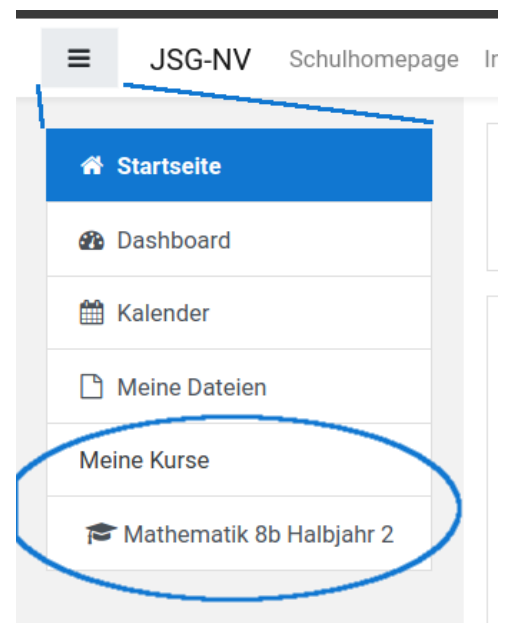 JSG-NV Schulhomepage
Startseite
Dashboard
Kalender
Meine Dateien
Meine Kurse
Mathematik 8b Halbjahr 2